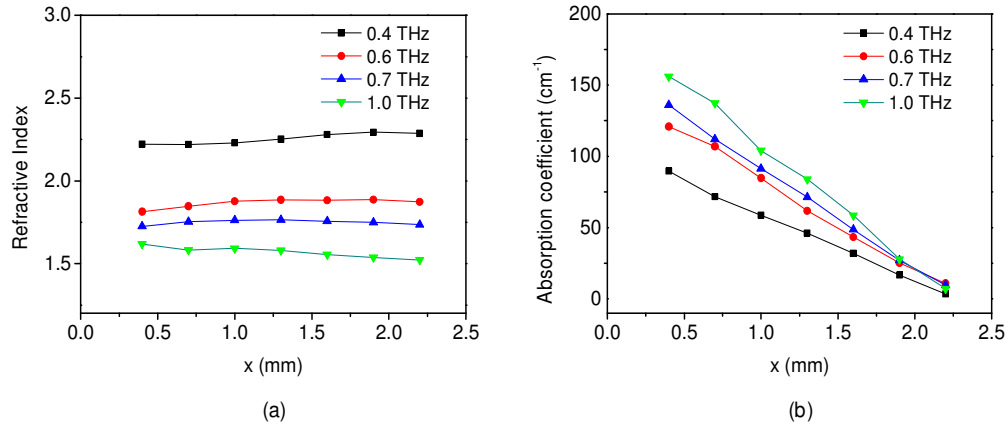 3.0
2.5
2.0
1.5
0.0
0.5
1.0
1.5
2.0
2.5
Refractive Index
x (mm)
0.4 THz
0.6 THz
0.7 THz
1.0 THz
(a)
200
150
100
50
0
0.0
0.5
1.0
1.5
2.0
2.5
Absorption coefficient (cm⁻¹)
x (mm)
0.4 THz
0.6 THz
0.7 THz
1.0 THz
(b)